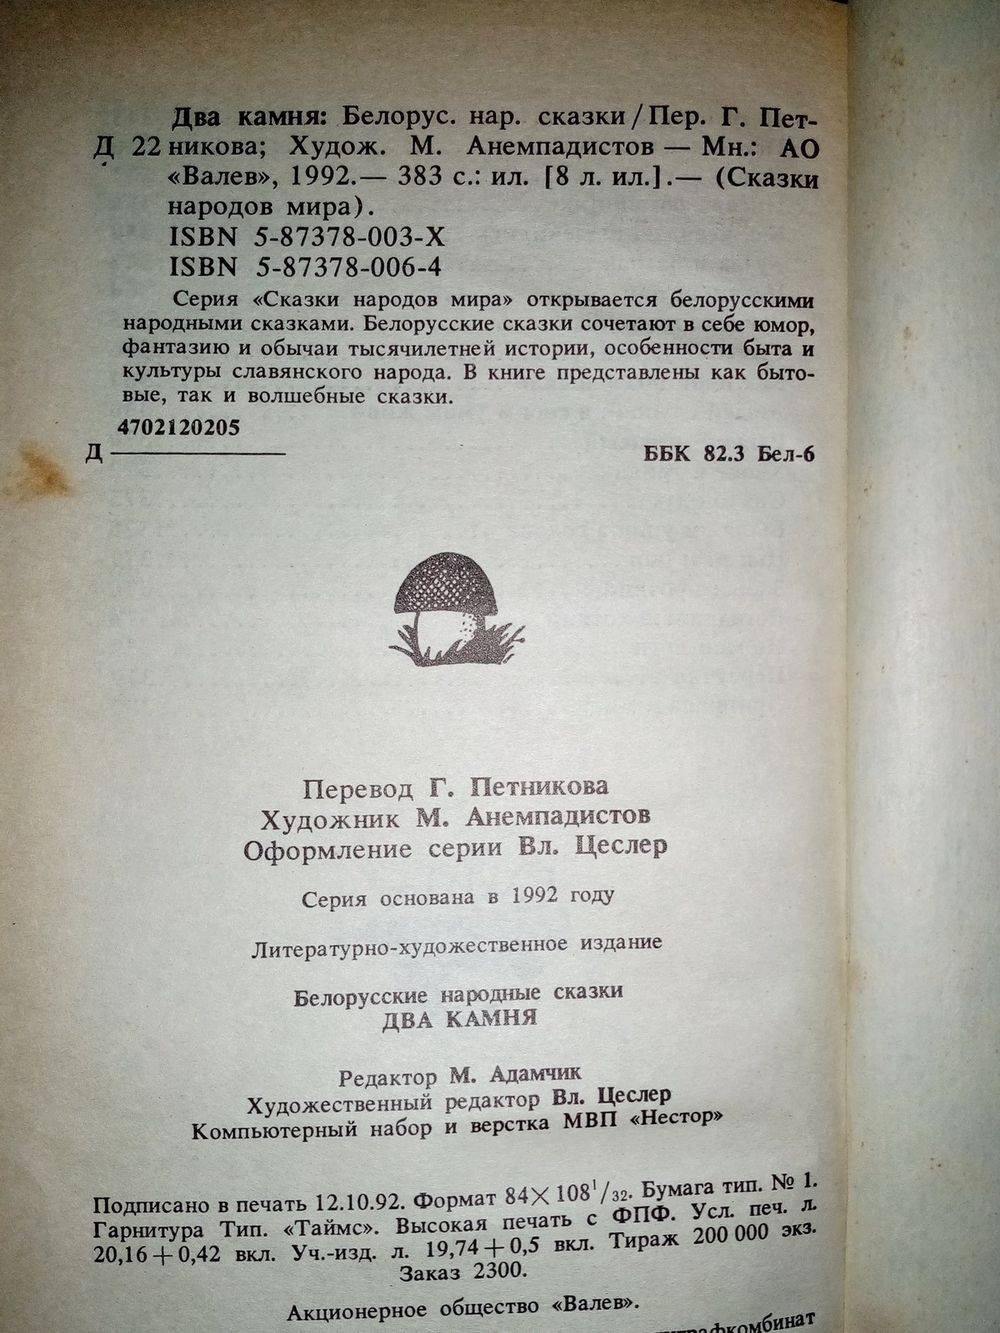 Два камня: Белорус. нар. сказки / Пер. Г. Пет-
Д 22 никова; Худож. М. Анемпадистов — Мн.: АО
«Валев», 1992.— 383 с.: ил. [8 л. ил.].— (Сказки
народов мира).
ISBN 5-87378-003-X
ISBN 5-87378-006-4
Серия «Сказки народов мира» открывается белорусскими
народными сказками. Белорусские сказки сочетают в себе юмор,
фантазию и обычаи тысячилетней истории, особенности быта и
культуры славянского народа. В книге представлены как быто-
вые, так и волшебные сказки.
4702120205
Д
ББК 82.3 Бел-6
Перевод Г. Петникова
Художник М. Анемпадистов
Оформление серии Вл. Цеслер
Серия основана в 1992 году
Литературно-художественное издание
Белорусские народные сказки
ДВА КАМНЯ
Редактор М. Адамчик
Художественный редактор Вл. Цеслер
Компьютерный набор и верстка МВП «Нестор»
Подписано в печать 12.10.92. Формат 84×108¹/₃₂. Бумага тип. № 1.
Гарнитура Тип. «Таймс». Высокая печать с ФПФ. Усл. печ. л.
20,16+0,42 вкл. Уч.-изд. л. 19,74+0,5 вкл. Тираж 200 000 экз.
Заказ 2300.
Акционерное общество «Валев».